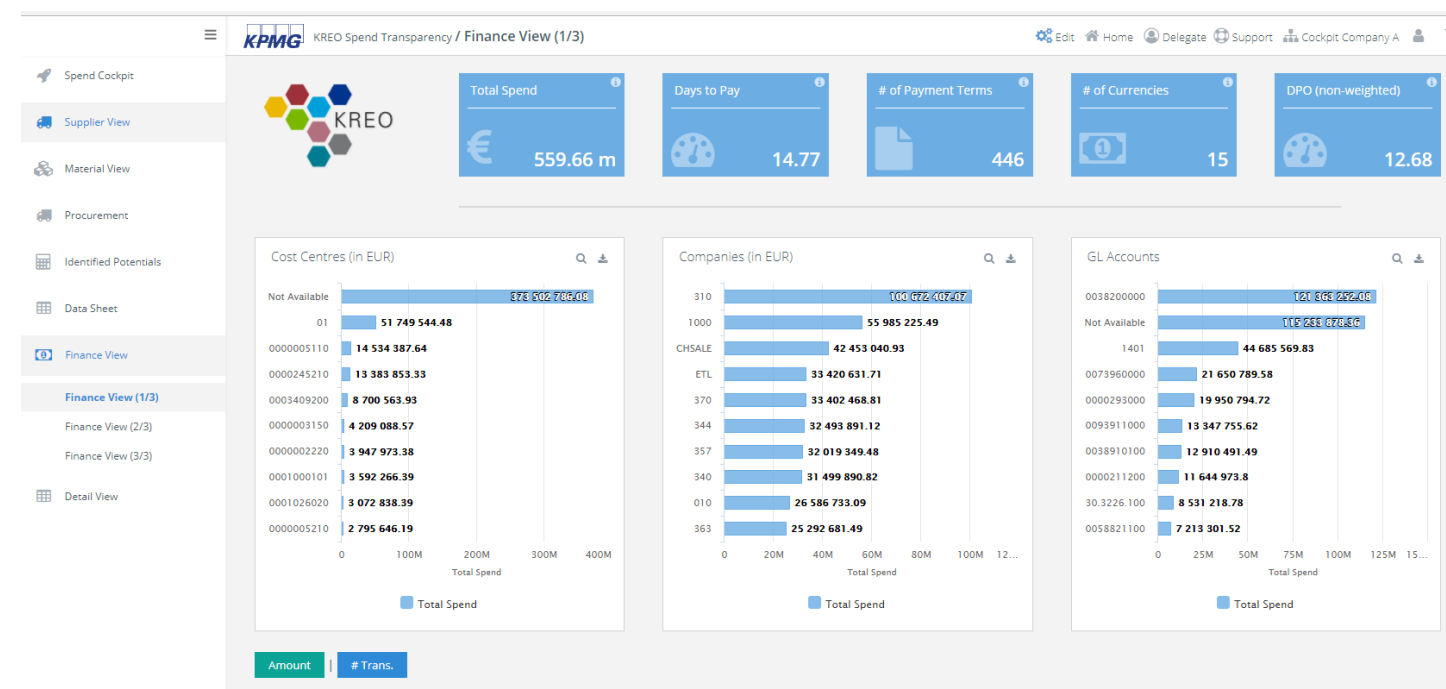 KPMG KREO Spend Transparency / Finance View (1/3)
Edit Home Delegate Support Cockpit Company A
Spend Cockpit
Supplier View
Material View
Procurement
Identified Potentials
Data Sheet
Finance View
Finance View (1/3)
Finance View (2/3)
Finance View (3/3)
Detail View
KREO
Total Spend
€ 559.66 m
Days to Pay
14.77
# of Payment Terms
446
# of Currencies
1
15
DPO (non-weighted)
12.68
Cost Centres (in EUR)
Not Available 373 502 786.08
01 51 749 544.48
0000005110 14 534 387.64
0000245210 13 383 853.33
0003409200 8 700 563.93
0000003150 4 209 088.57
0000002220 3 947 973.38
0001000101 3 592 266.39
0001026020 3 072 838.39
0000005210 2 795 646.19
0 100M 200M 300M 400M
Total Spend
Total Spend
Companies (in EUR)
310 100 672 407.07
1000 55 985 225.49
CHSALE 42 453 040.93
ETL 33 420 631.71
370 33 402 468.81
344 32 493 891.12
357 32 019 349.48
340 31 499 890.82
010 26 586 733.09
363 25 292 681.49
0 20M 40M 60M 80M 100M 12...
Total Spend
Total Spend
GL Accounts
0038200000 121 363 252.08
Not Available 115 233 878.36
1401 44 685 569.83
0073960000 21 650 789.58
0000293000 19 950 794.72
0093911000 13 347 755.62
0038910100 12 910 491.49
0000211200 11 644 973.8
30.3226.100 8 531 218.78
0058821100 7 213 301.52
0 25M 50M 75M 100M 125M 15...
Total Spend
Total Spend
Amount | # Trans.